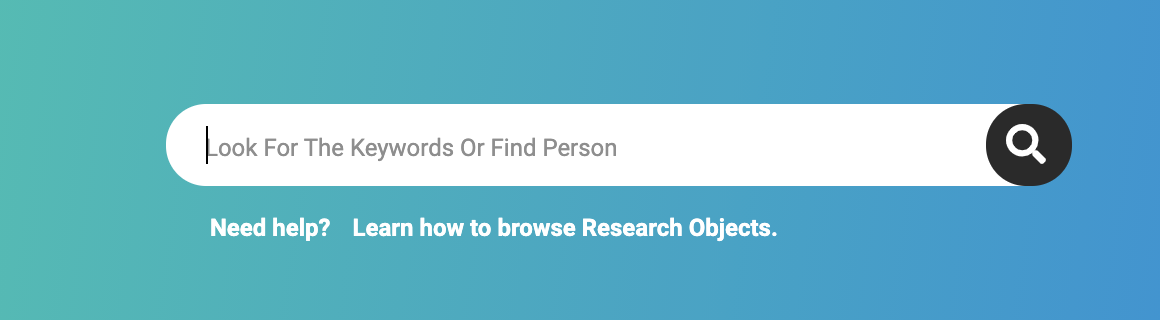 Look For The Keywords Or Find Person
Need help? Learn how to browse Research Objects.